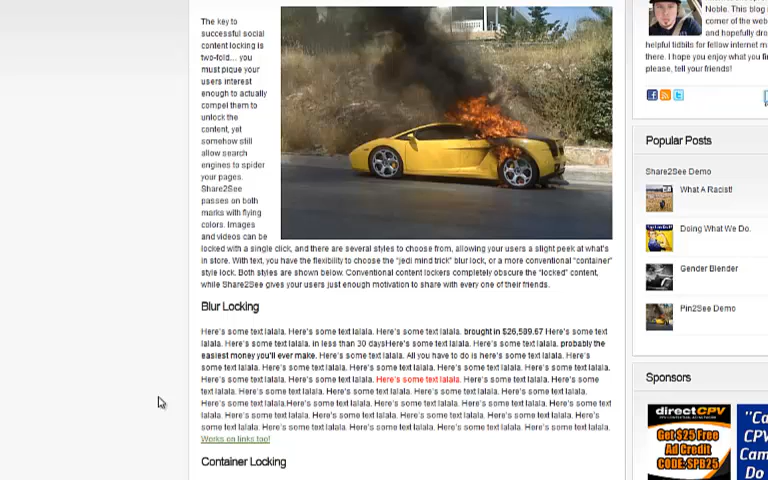 The key to
successful social
content locking is
two-fold... you
must pique your
users interest
enough to actually
compel them to
unlock the
content, yet
somehow still
allow search
engines to spider
your pages.
Share2See
passes on both
marks with flying
colors. Images
and videos can be
locked with a single click, and there are several styles to choose from, allowing your users a slight peek at what's
in store. With text, you have the flexibility to choose the "jedi mind trick" blur lock, or a more conventional "container"
style lock. Both styles are shown below. Conventional content lockers completely obscure the "locked" content,
while Share2See gives your users just enough motivation to share with every one of their friends.
Blur Locking
Here's some text lalala. Here's some text lalala. Here's some text lalala. brought in $26,589.67 Here's some text
lalala. Here's some text lalala. in less than 30 days!Here's some text lalala. Here's some text lalala. probably the
easiest money you'll ever make. Here's some text lalala. All you have to do is here's some text lalala. Here's
some text lalala. Here's some text lalala. Here's some text lalala. Here's some text lalala. Here's some text lalala.
Here's some text lalala. Here's some text lalala. Here's some text lalala. Here's some text lalala. Here's some
text lalala. Here's some text lalala. Here's some text lalala. Here's some text lalala. Here's some text lalala.
Here's some text lalala.Here's some text lalala. Here's some text lalala. Here's some text lalala. Here's some text
lalala. Here's some text lalala. Here's some text lalala. Here's some text lalala. Here's some text lalala. Here's
some text lalala. Here's some text lalala. Here's some text lalala. Here's some text lalala. Here's some text lalala.
Works on links too!
Container Locking
Noble. This blog
corner of the web
and hopefully
helpful tidbits for fellow internet
there. I hope you enjoy what you
please, tell your friends!
Popular Posts
Share2See Demo
What A Racist!
Doing What We Do.
Gender Blender
Pin2See Demo
Sponsors
directCPV
Get $25 Free
Ad Credit
CODE:SPB25
"Ca
CPV
Cam
Do